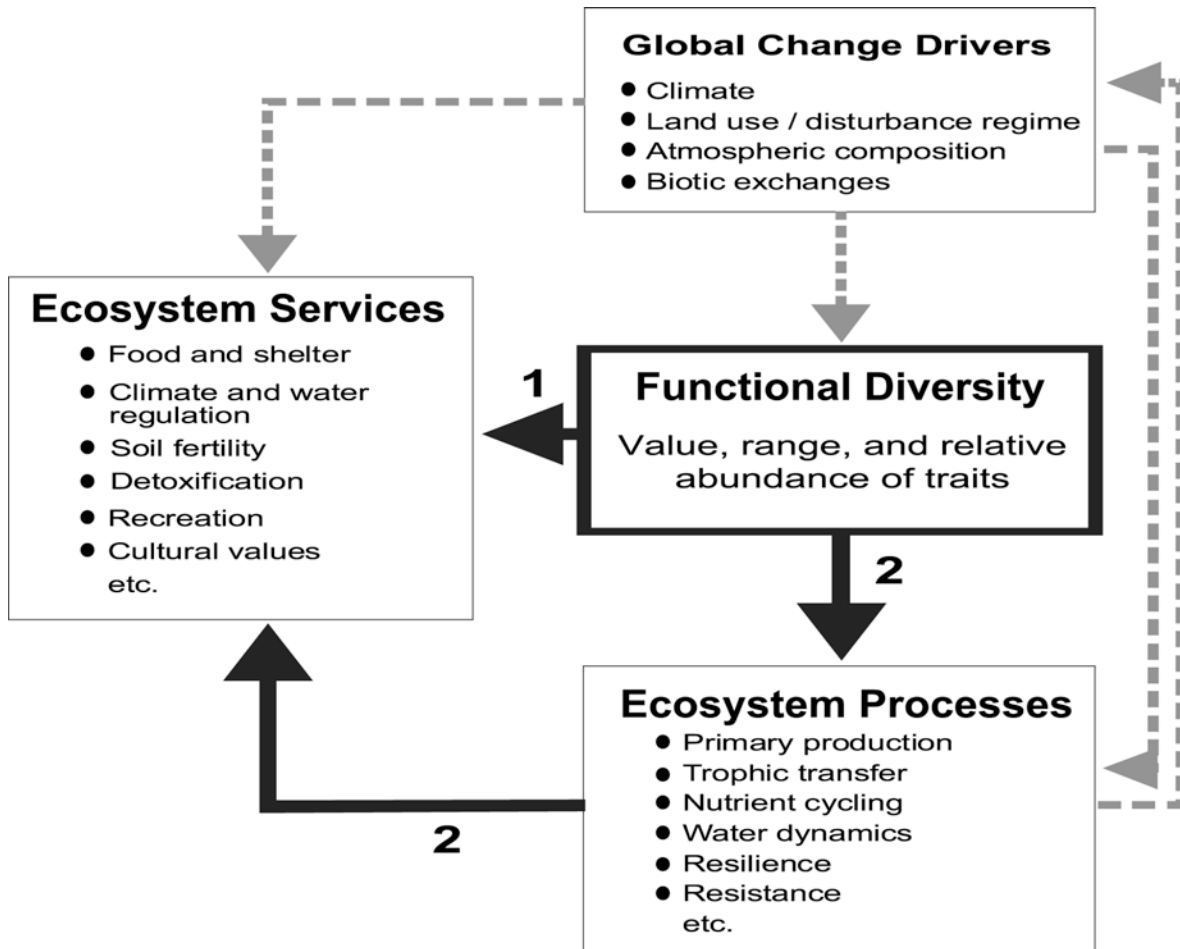 Global Change Drivers
● Climate
● Land use / disturbance regime
● Atmospheric composition
● Biotic exchanges
Ecosystem Services
● Food and shelter
● Climate and water
regulation
● Soil fertility
● Detoxification
● Recreation
● Cultural values
etc.
1
Functional Diversity
Value, range, and relative
abundance of traits
2
Ecosystem Processes
● Primary production
● Trophic transfer
● Nutrient cycling
● Water dynamics
● Resilience
● Resistance
etc.
2